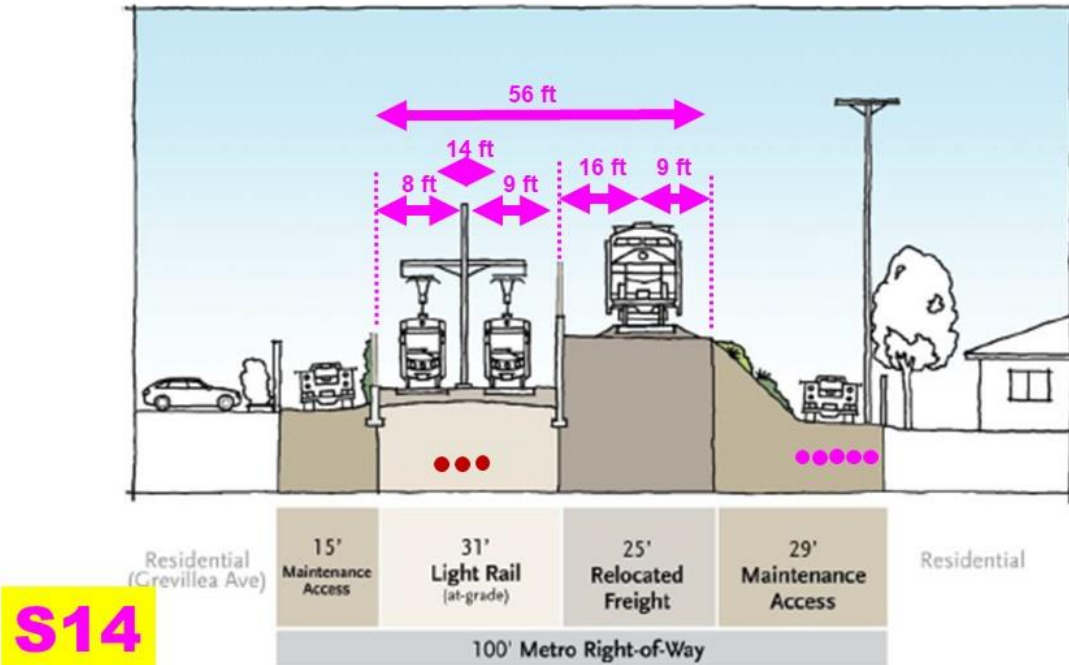 56 ft
14 ft
8 ft
9 ft
16 ft
9 ft
Residential
(Grevillea Ave)
15'
Maintenance
Access
31'
Light Rail
(at-grade)
25'
Relocated
Freight
29'
Maintenance
Access
Residential
S14
100' Metro Right-of-Way